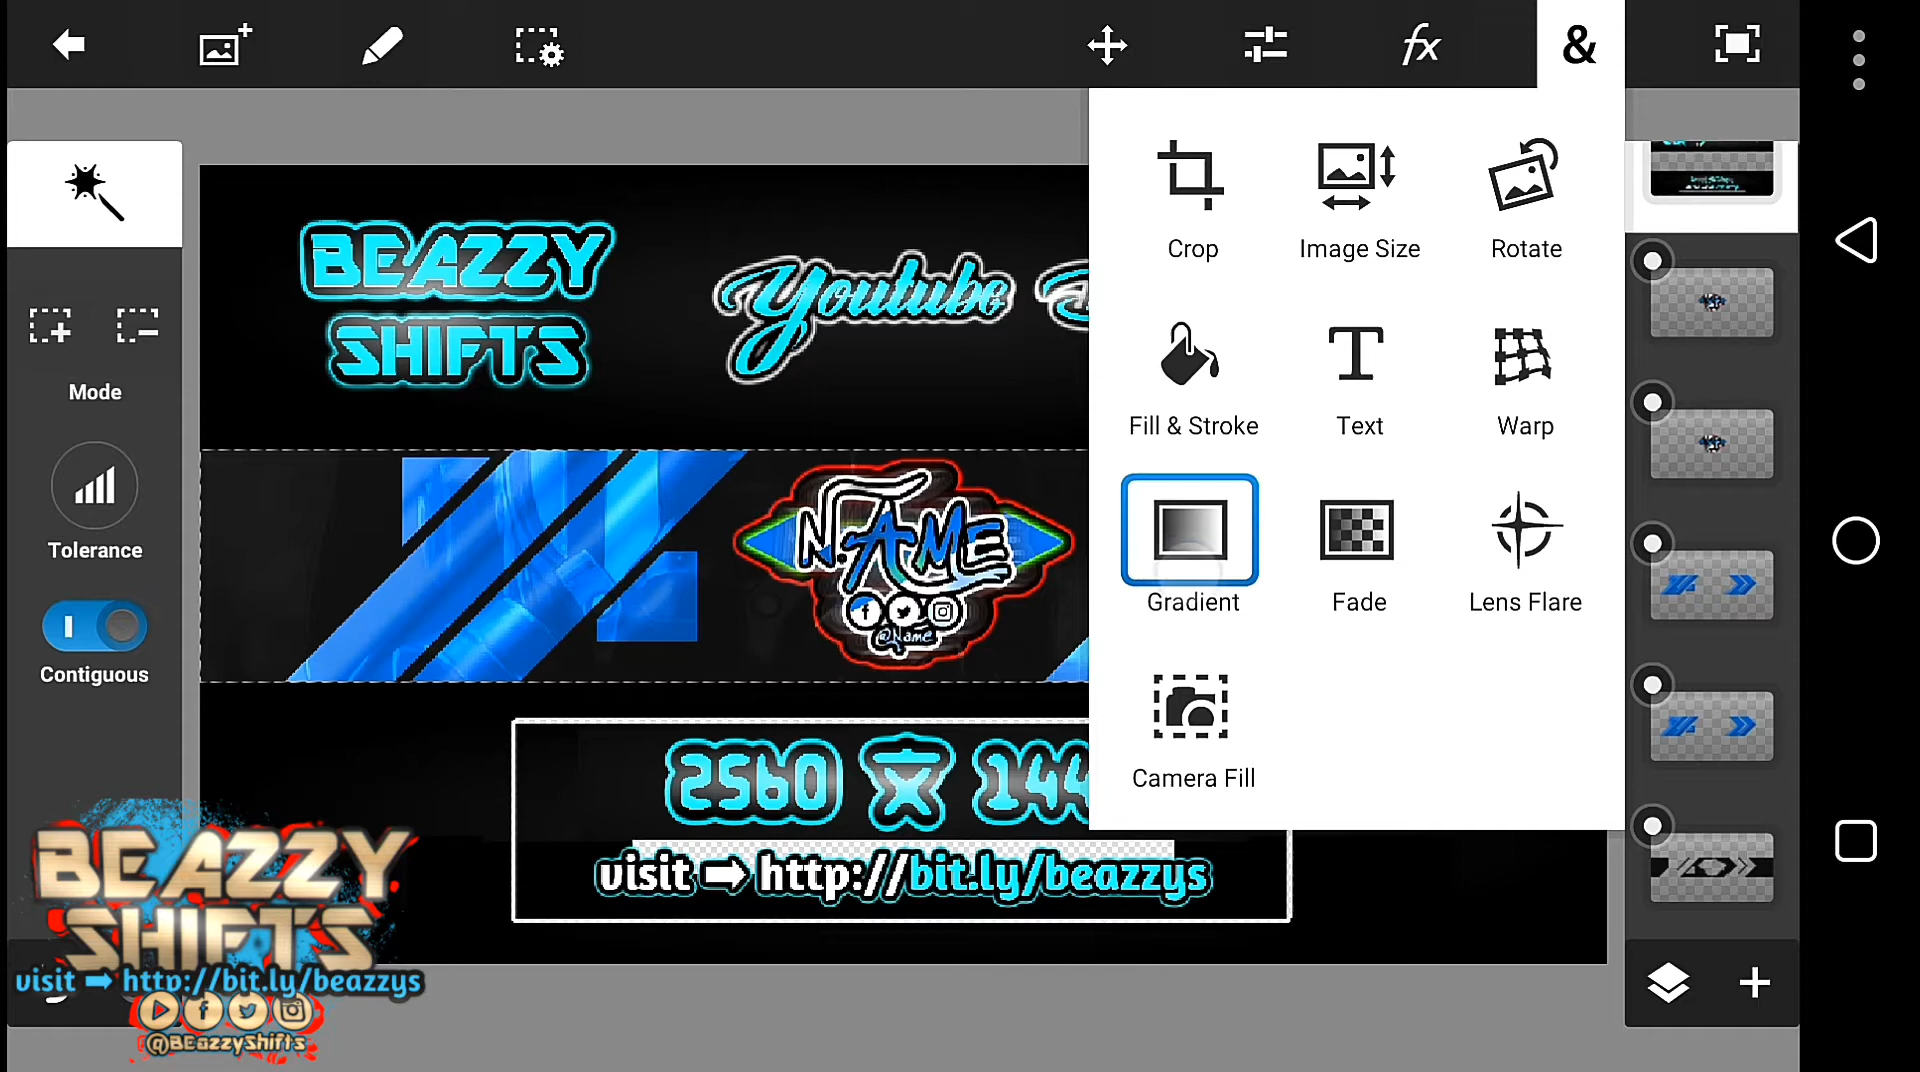 fx
&
Crop
Image Size
Rotate
Fill & Stroke
Text
Warp
Gradient
Fade
Lens Flare
Camera Fill
Mode
Tolerance
Contiguous
BEAZZY
SHIFTS
Youtube
NAME
@Name
2560 X 144
visit ➡ http://bit.ly/beazzys
BEAZZY
SHIFTS
visit ➡ http://bit.ly/beazzys
@BEazzyShifts